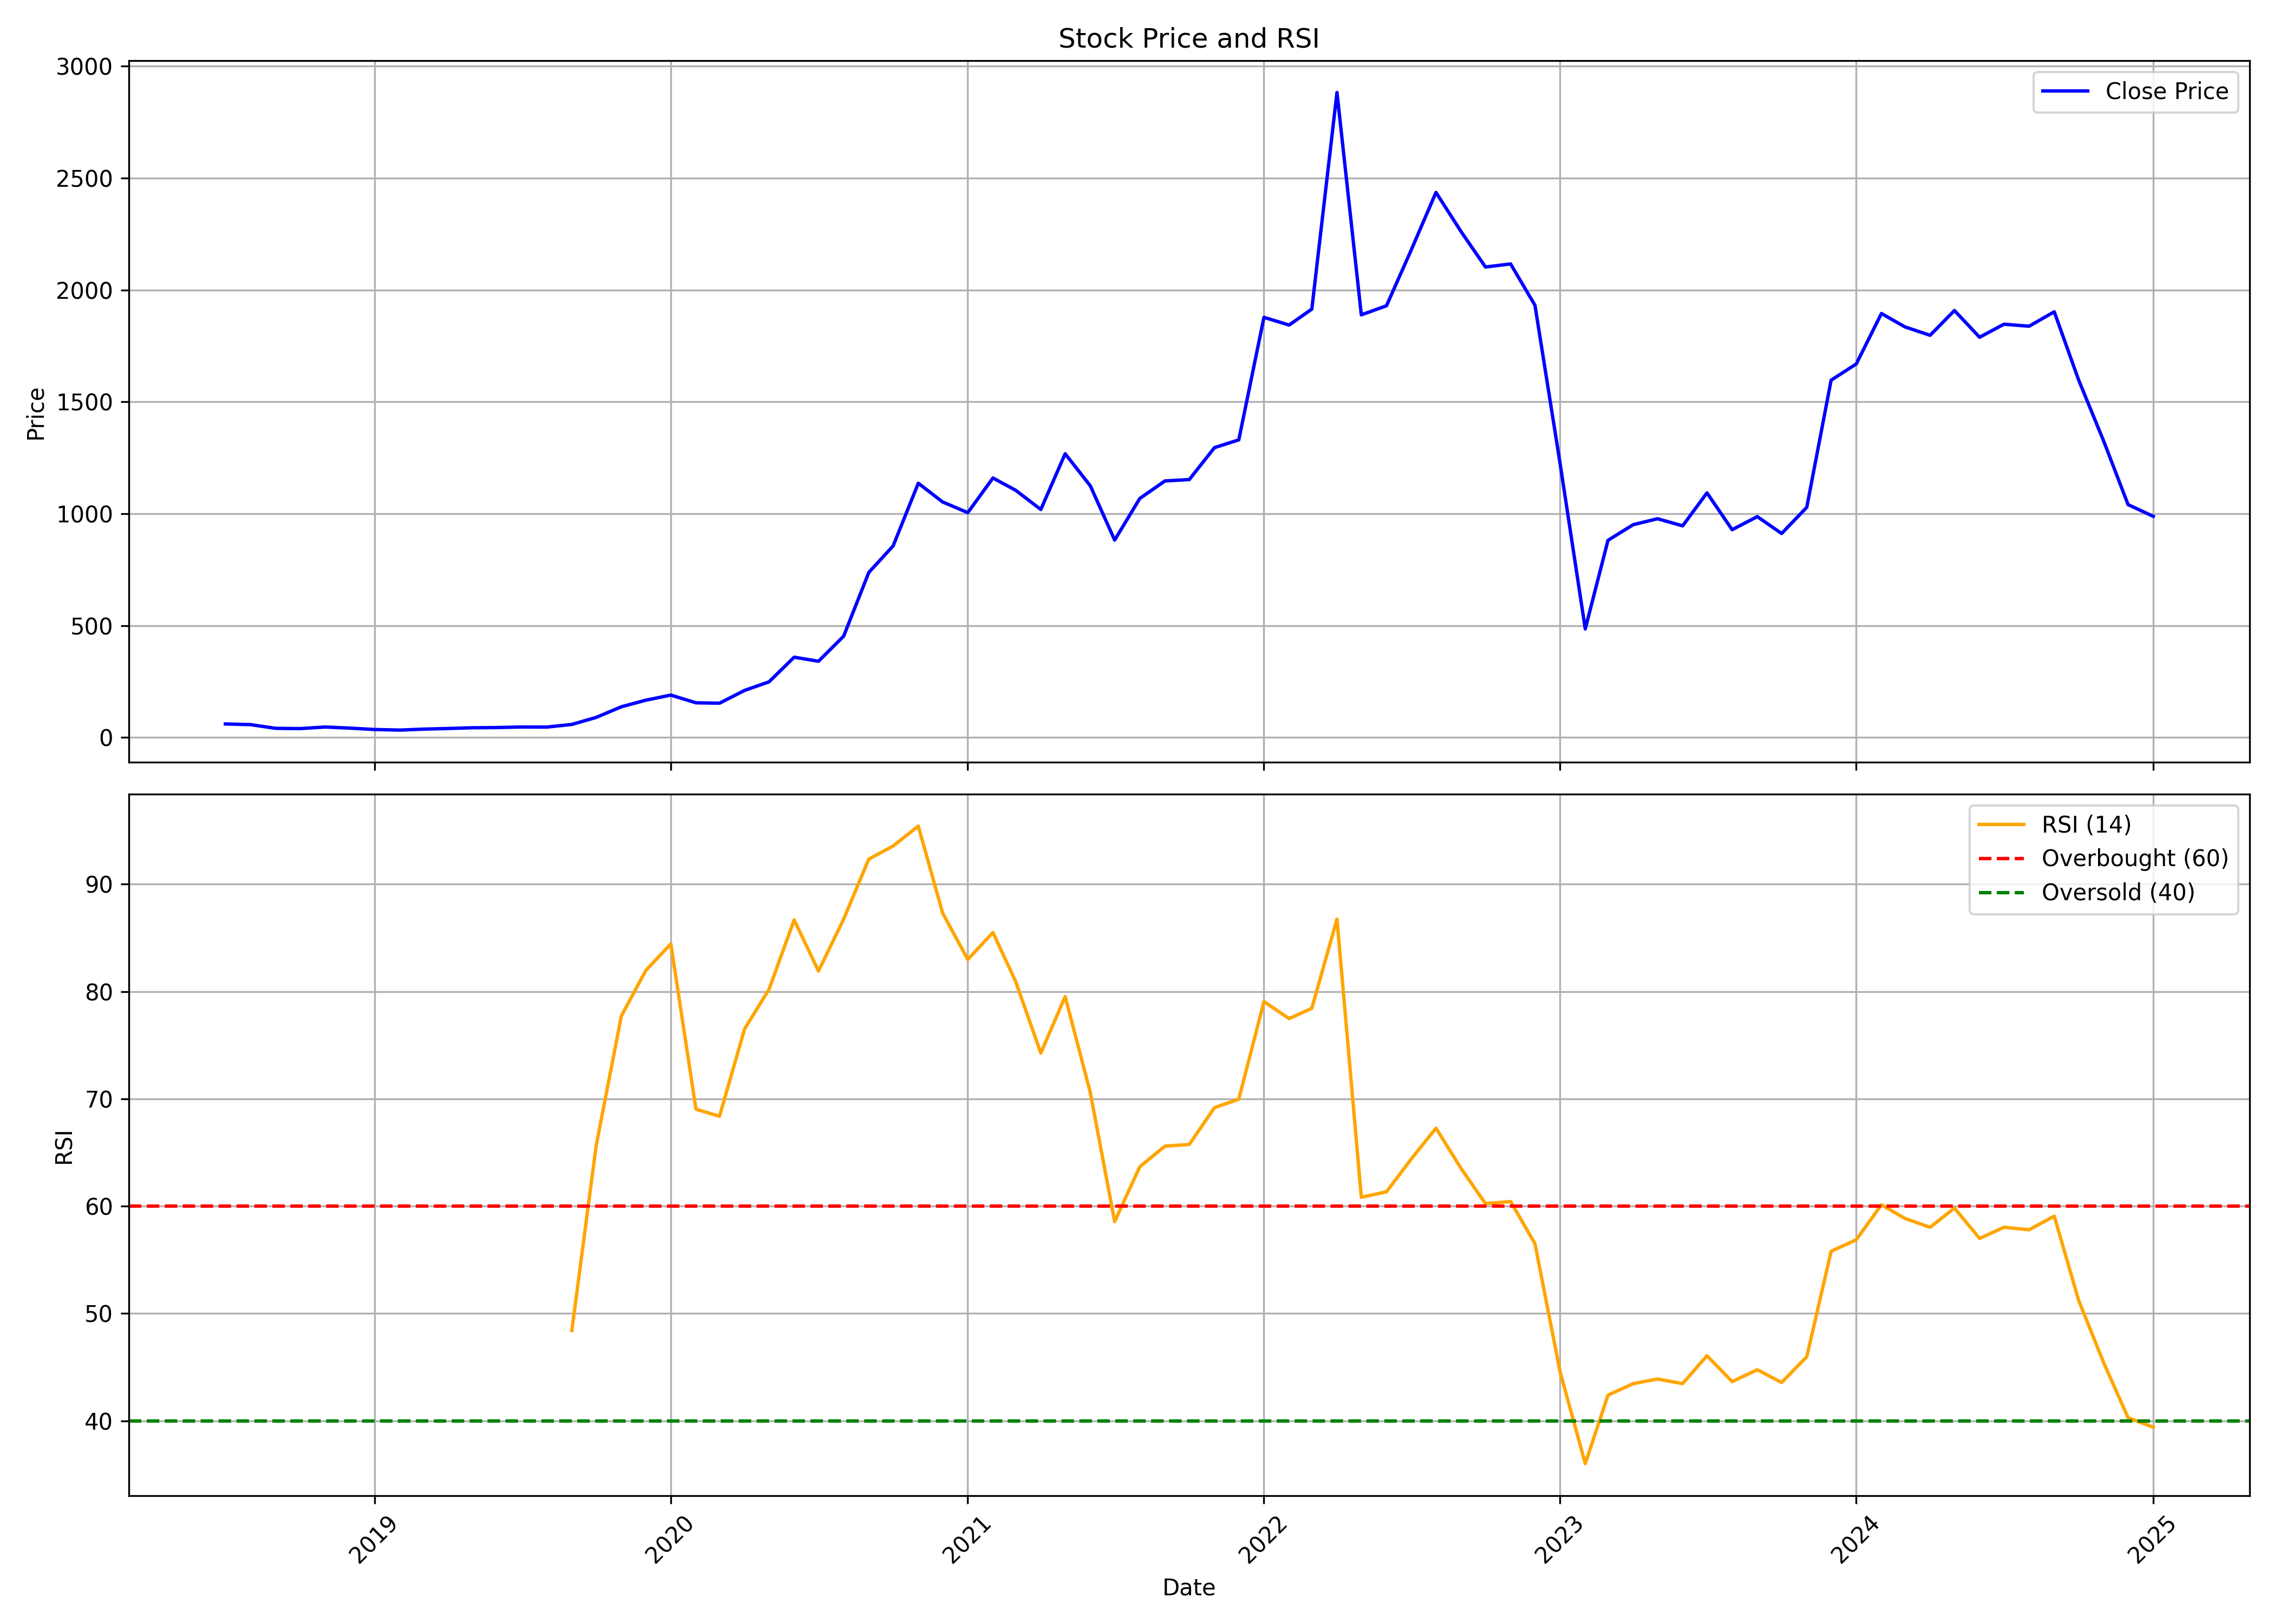 Stock Price and RSI
3000
2500
2000
1500
1000
500
0
Price
Close Price
90
80
70
60
50
40
RSI
RSI (14)
Overbought (60)
Oversold (40)
2019
2020
2021
2022
2023
2024
2025
Date